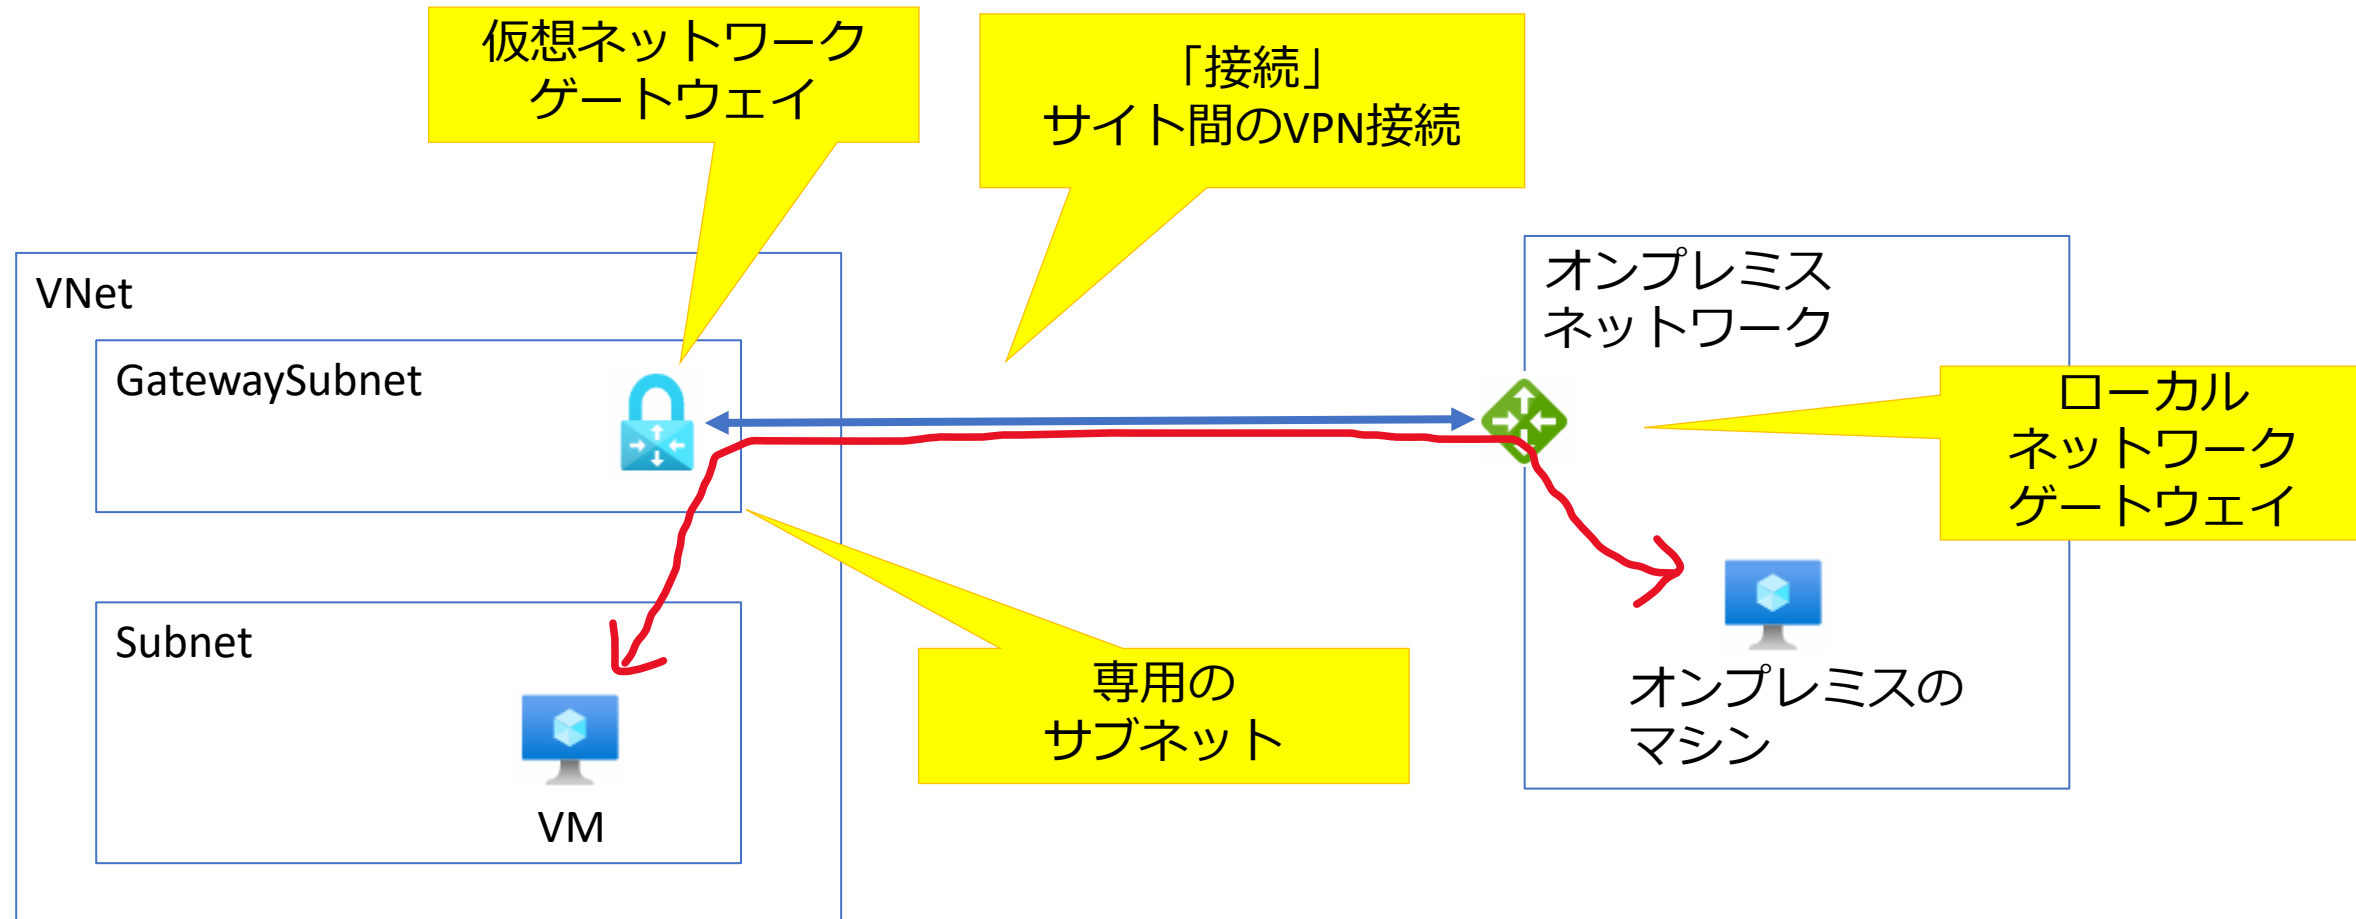 仮想ネットワーク
ゲートウェイ
「接続」
サイト間のVPN接続
VNet
GatewaySubnet
オンプレミス
ネットワーク
ローカル
ネットワーク
ゲートウェイ
Subnet
VM
専用の
サブネット
オンプレミスの
マシン